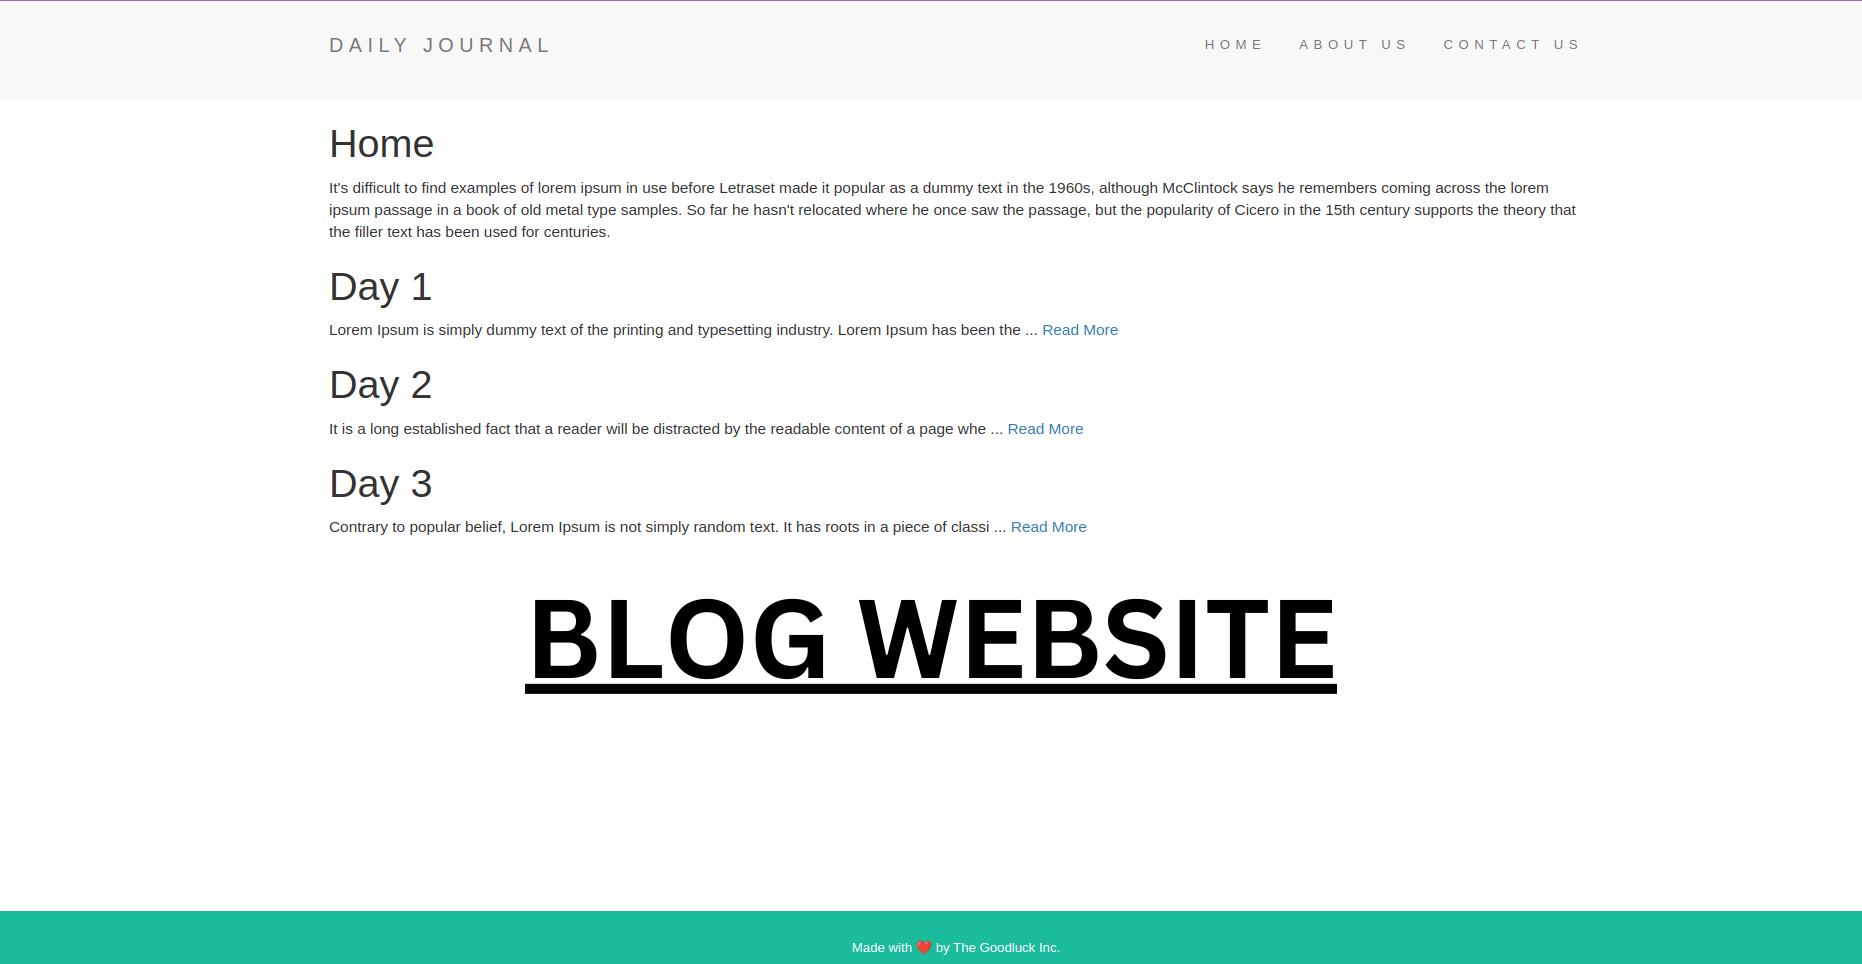 DAILY JOURNAL
HOME ABOUT US CONTACT US
Home
It's difficult to find examples of lorem ipsum in use before Letraset made it popular as a dummy text in the 1960s, although McClintock says he remembers coming across the lorem
ipsum passage in a book of old metal type samples. So far he hasn't relocated where he once saw the passage, but the popularity of Cicero in the 15th century supports the theory that
the filler text has been used for centuries.
Day 1
Lorem Ipsum is simply dummy text of the printing and typesetting industry. Lorem Ipsum has been the ... Read More
Day 2
It is a long established fact that a reader will be distracted by the readable content of a page whe ... Read More
Day 3
Contrary to popular belief, Lorem Ipsum is not simply random text. It has roots in a piece of classi ... Read More
BLOG WEBSITE
Made with ❤️ by The Goodluck Inc.